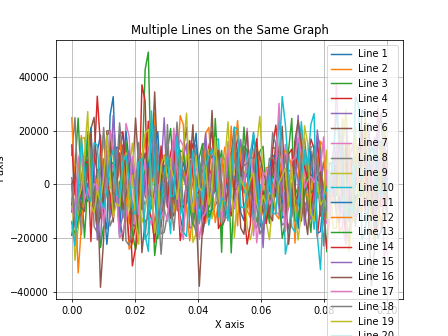 Multiple Lines on the Same Graph
40000
20000
0
−20000
−40000
0.00
0.02
0.04
0.06
0.08
X axis
Line 1
Line 2
Line 3
Line 4
Line 5
Line 6
Line 7
Line 8
Line 9
Line 10
Line 11
Line 12
Line 13
Line 14
Line 15
Line 16
Line 17
Line 18
Line 19
Line 20